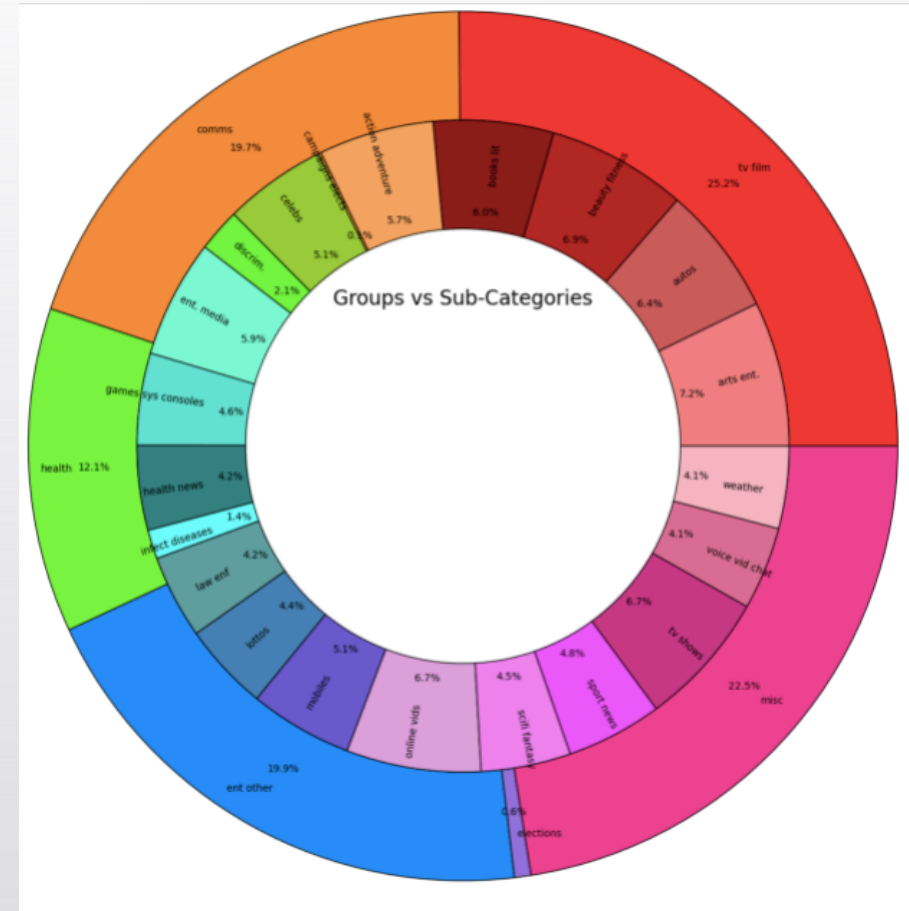 Groups vs Sub-Categories
tv film
25.2%
comms
19.7%
health 12.1%
19.9%
ent other
0.6%
elections
22.5%
misc
arts ent.
7.2%
autos
6.4%
beauty fitness
6.9%
books lit
6.0%
action adventure
5.7%
campaigns elects
0.1%
celebs
5.1%
discrim.
2.1%
ent. media
5.9%
games sys consoles
4.6%
health news
4.2%
infect diseases
1.4%
law enf
4.2%
lottos
4.4%
mobiles
5.1%
online vids
6.7%
scifi fantasy
4.5%
sport news
4.8%
tv shows
6.7%
voice vid chat
4.1%
weather
4.1%